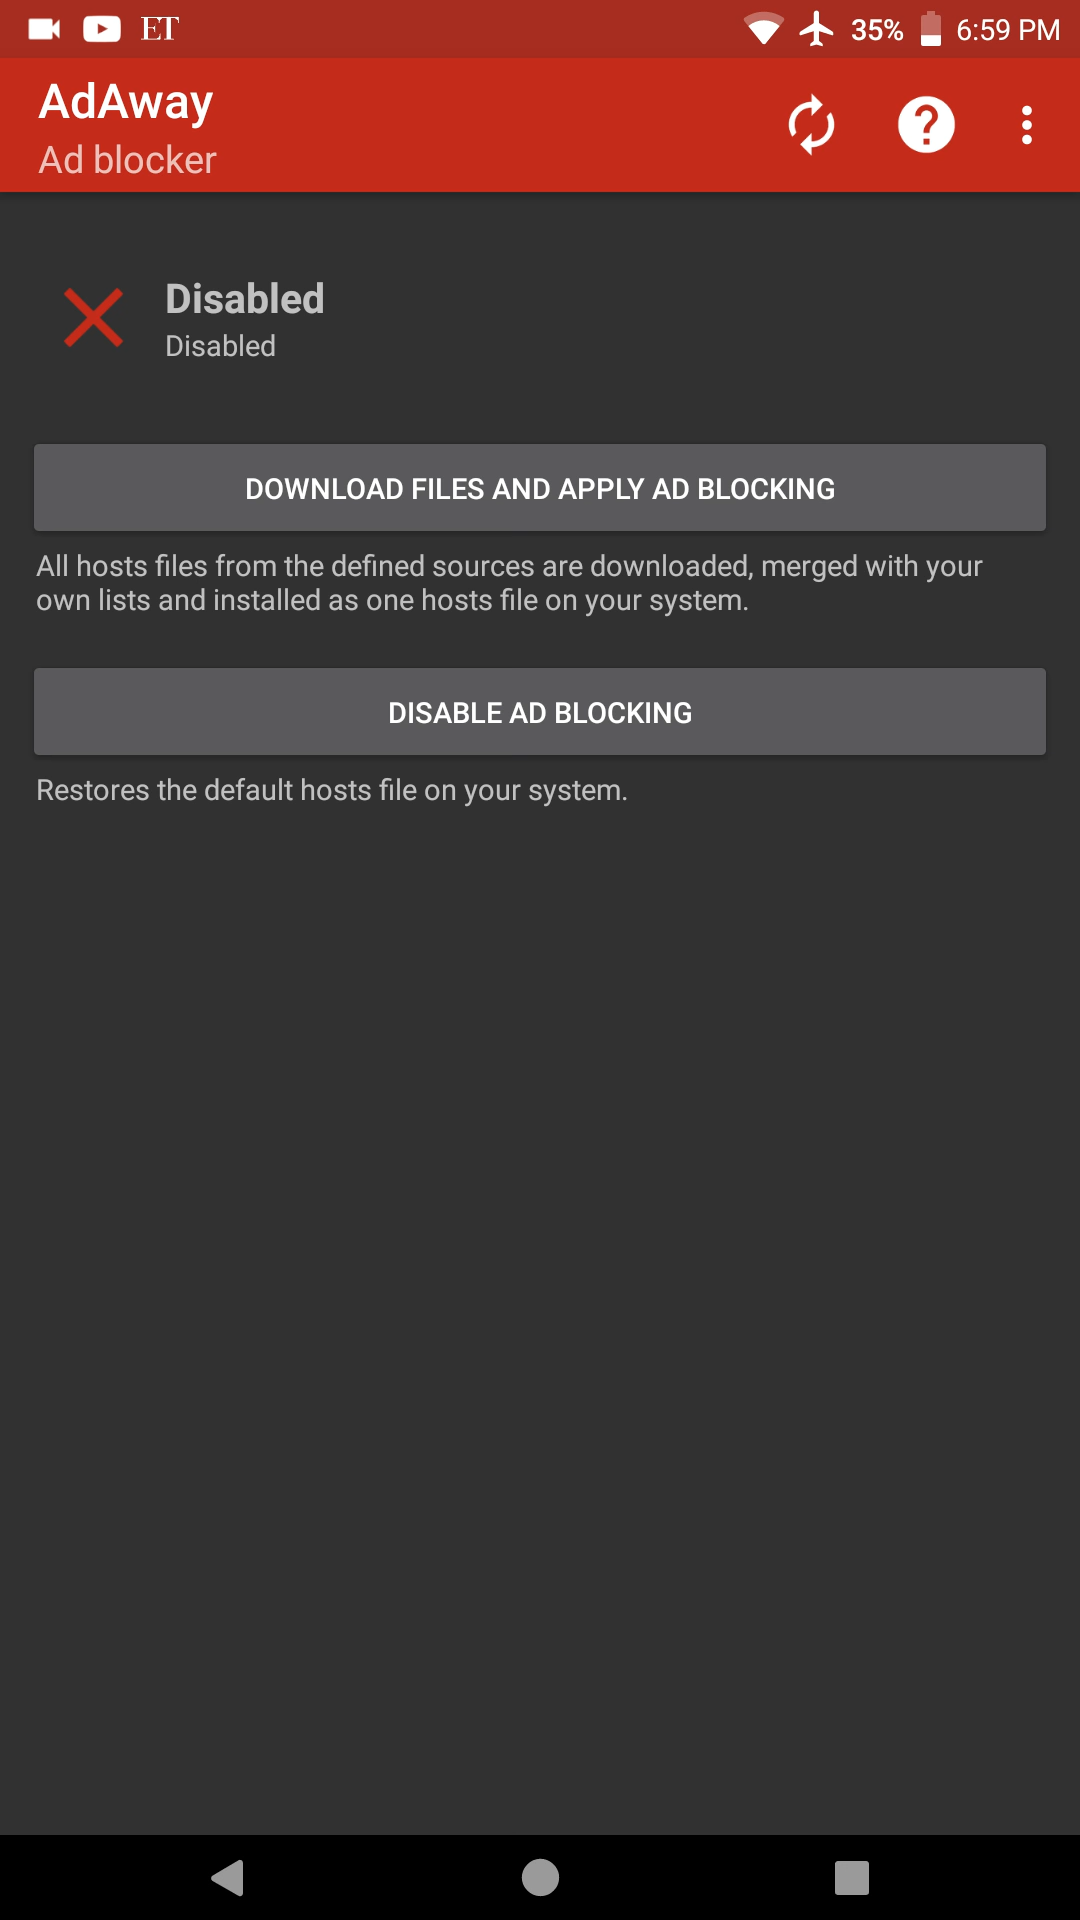 ET 35% 6:59 PM
AdAway
Ad blocker
Disabled
Disabled
DOWNLOAD FILES AND APPLY AD BLOCKING
All hosts files from the defined sources are downloaded, merged with your
own lists and installed as one hosts file on your system.
DISABLE AD BLOCKING
Restores the default hosts file on your system.